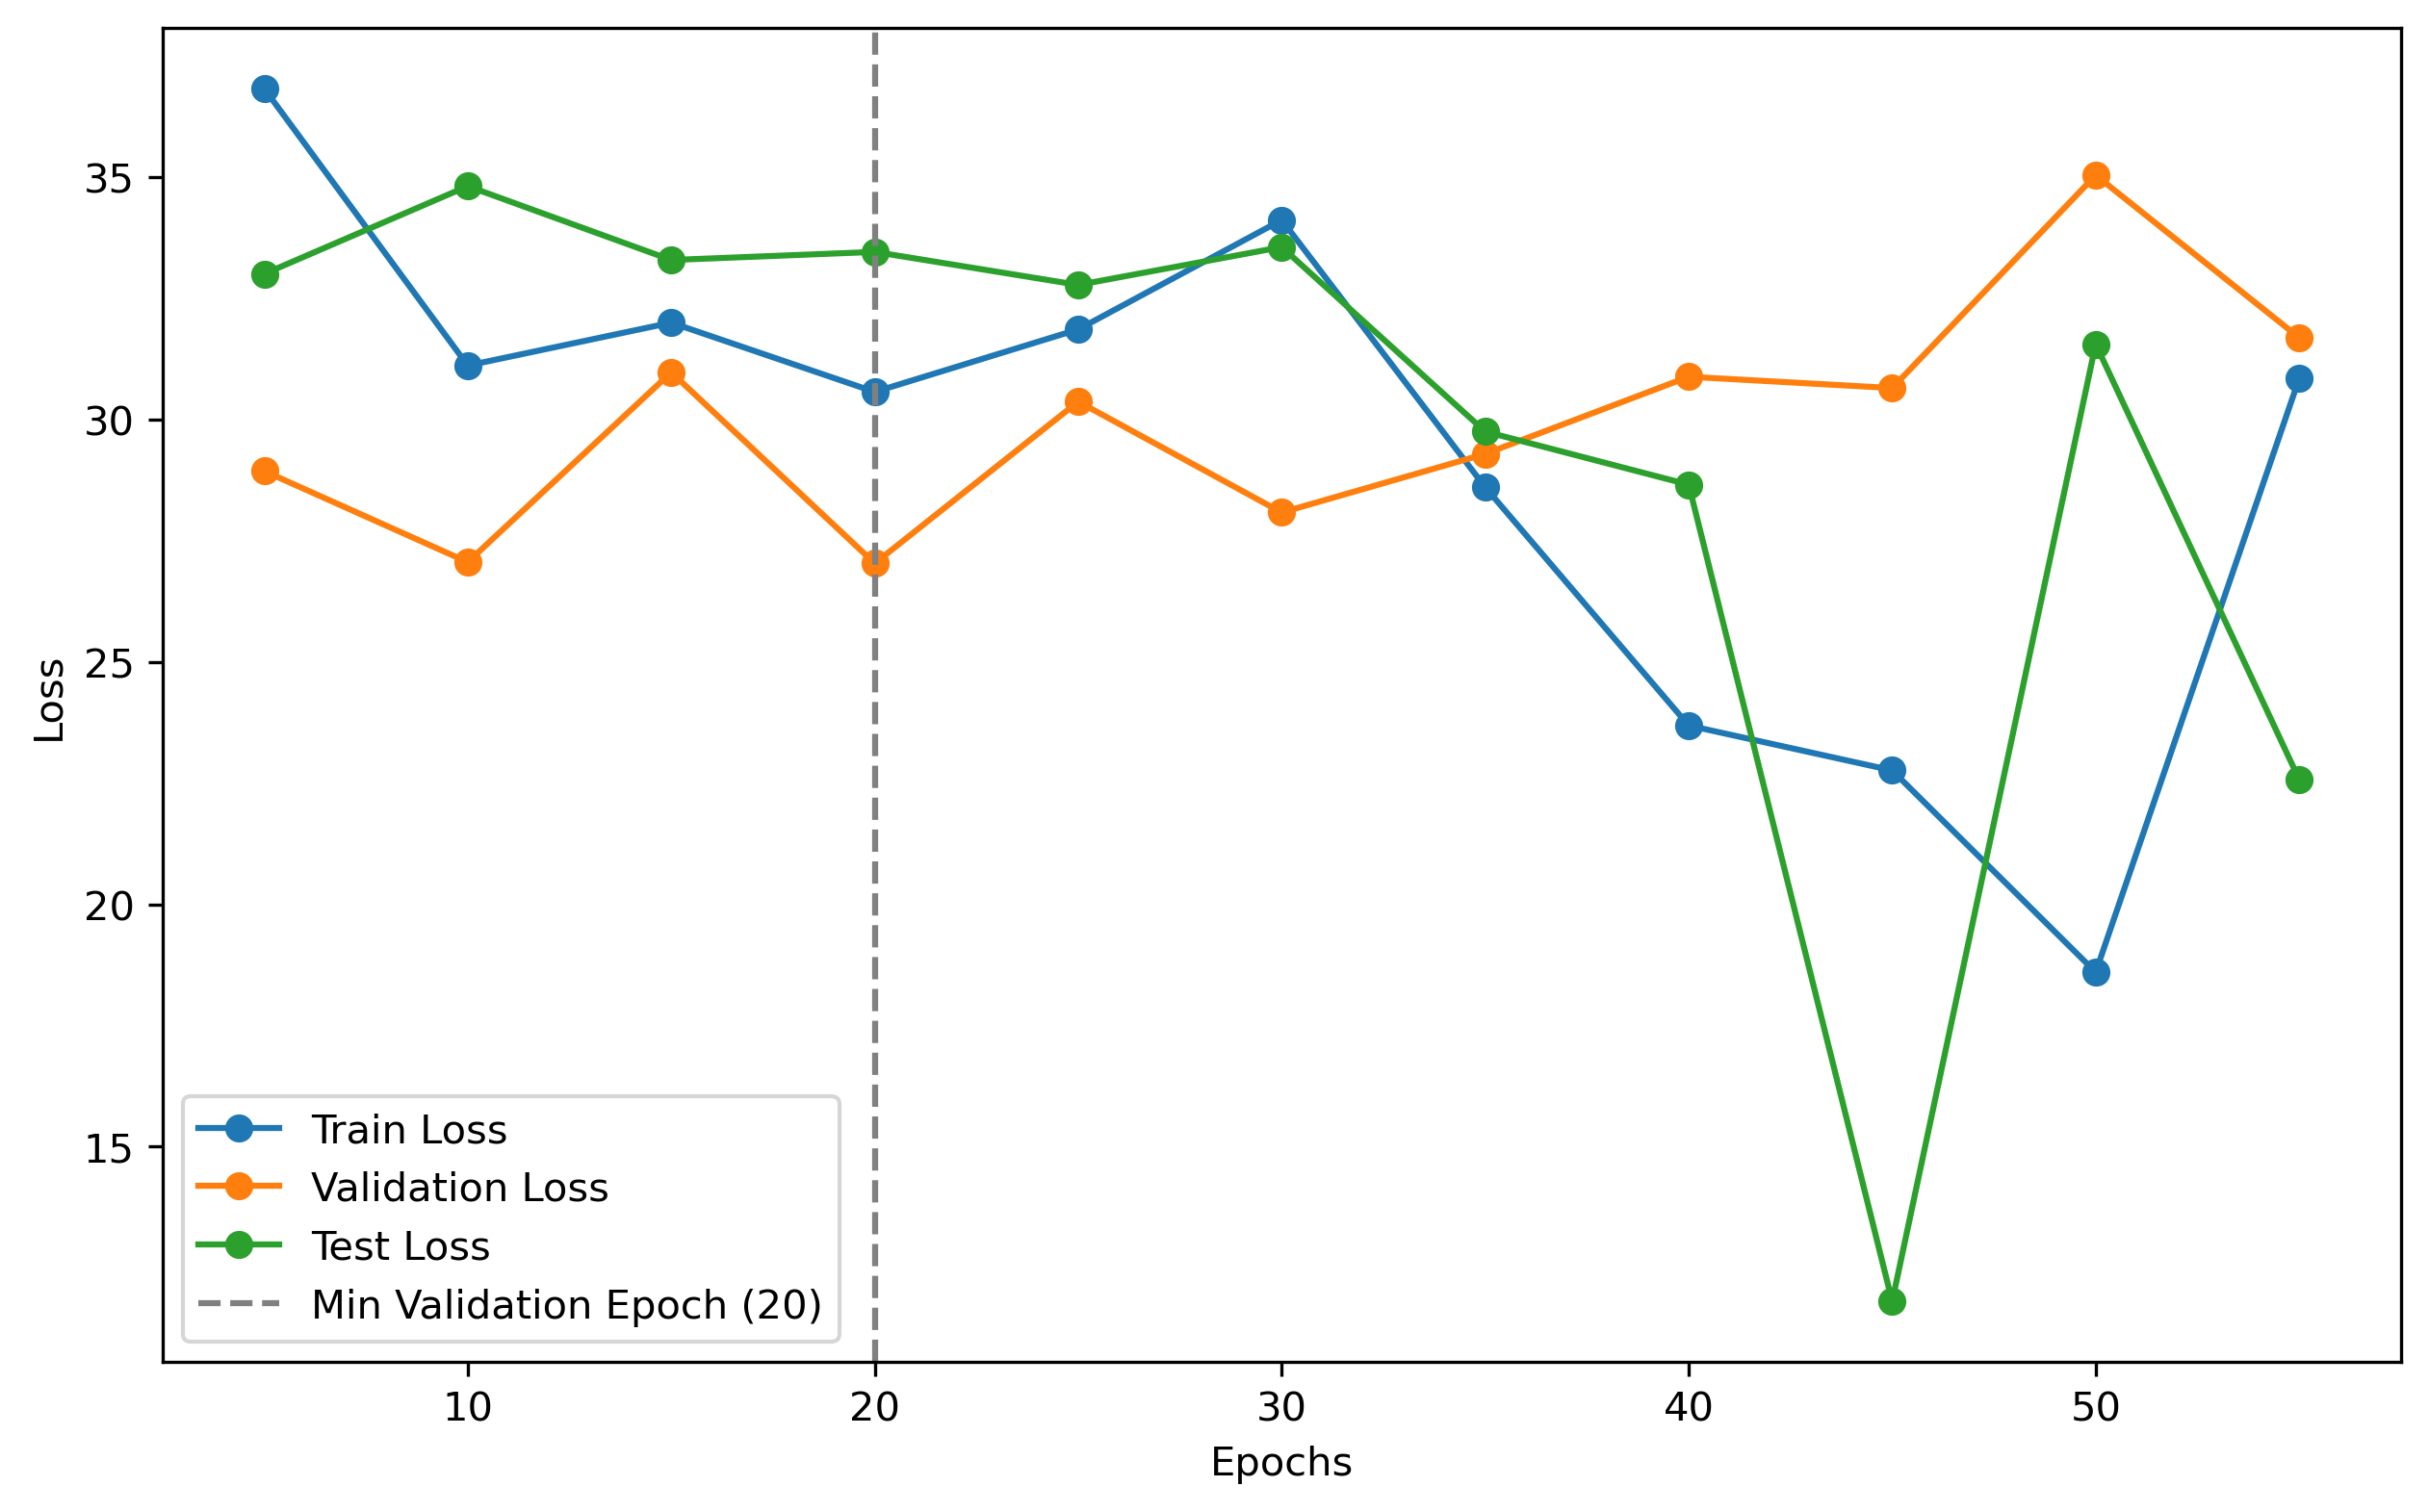 35
30
25
20
15
Loss
Train Loss
Validation Loss
Test Loss
Min Validation Epoch (20)
10 20 30 40 50
Epochs